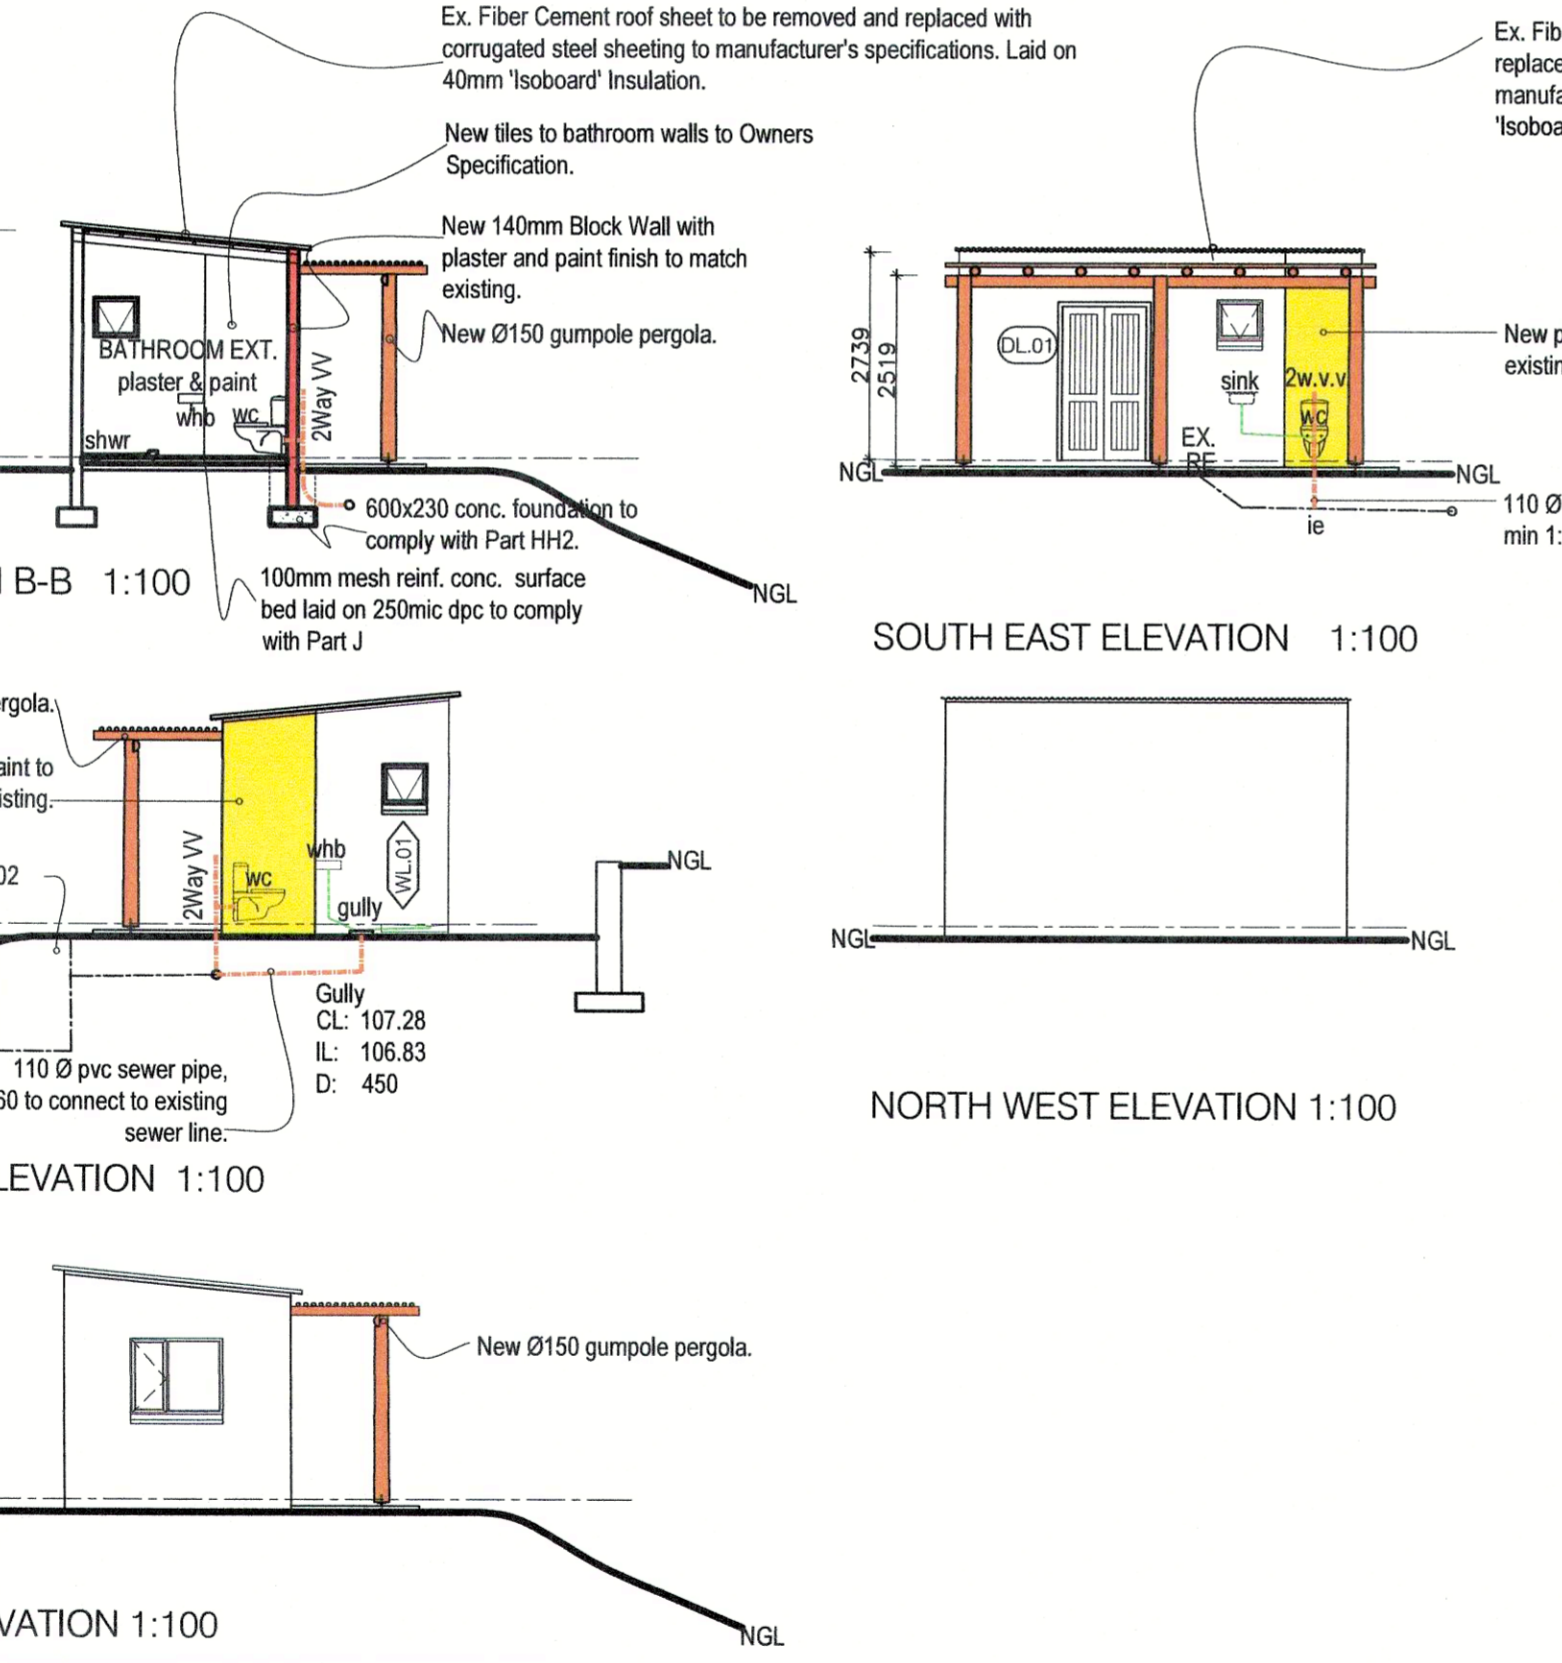 Ex. Fiber Cement roof sheet to be removed and replaced with
corrugated steel sheeting to manufacturer's specifications. Laid on
40mm 'Isoboard' Insulation.
New tiles to bathroom walls to Owners
Specification.
New 140mm Block Wall with
plaster and paint finish to match
existing.
New Ø150 gumpole pergola.
BATHROOM EXT.
plaster & paint
whb
wc
shwr
2Way VV
600x230 conc. foundation to
comply with Part HH2.
100mm mesh reinf. conc. surface
bed laid on 250mic dpc to comply
with Part J
NGL
B-B 1:100
Ex.
replace
'Isoboa
2739
2519
DL.01
sink
2w.v.v.
wc
EX.
RE
NGL
NGL
ie
New
110 Ø
min 1:
SOUTH EAST ELEVATION 1:100
ergola.
aint to
isting.
02
2Way VV
wc
whb
gully
WL.01
NGL
Gully
CL: 107.28
IL: 106.83
D: 450
110 Ø pvc sewer pipe,
60 to connect to existing
sewer line.
LEVATION 1:100
NGL
NGL
NORTH WEST ELEVATION 1:100
New Ø150 gumpole pergola.
NGL
VATION 1:100